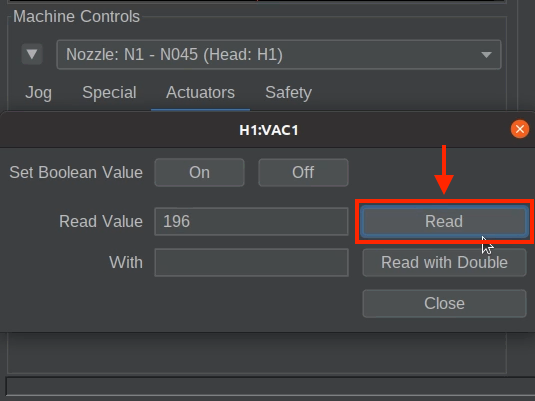 Machine Controls
Nozzle: N1 - N045 (Head: H1)
Jog Special Actuators Safety
H1:VAC1
Set Boolean Value On Off
Read Value 196 Read
With Read with Double
Close